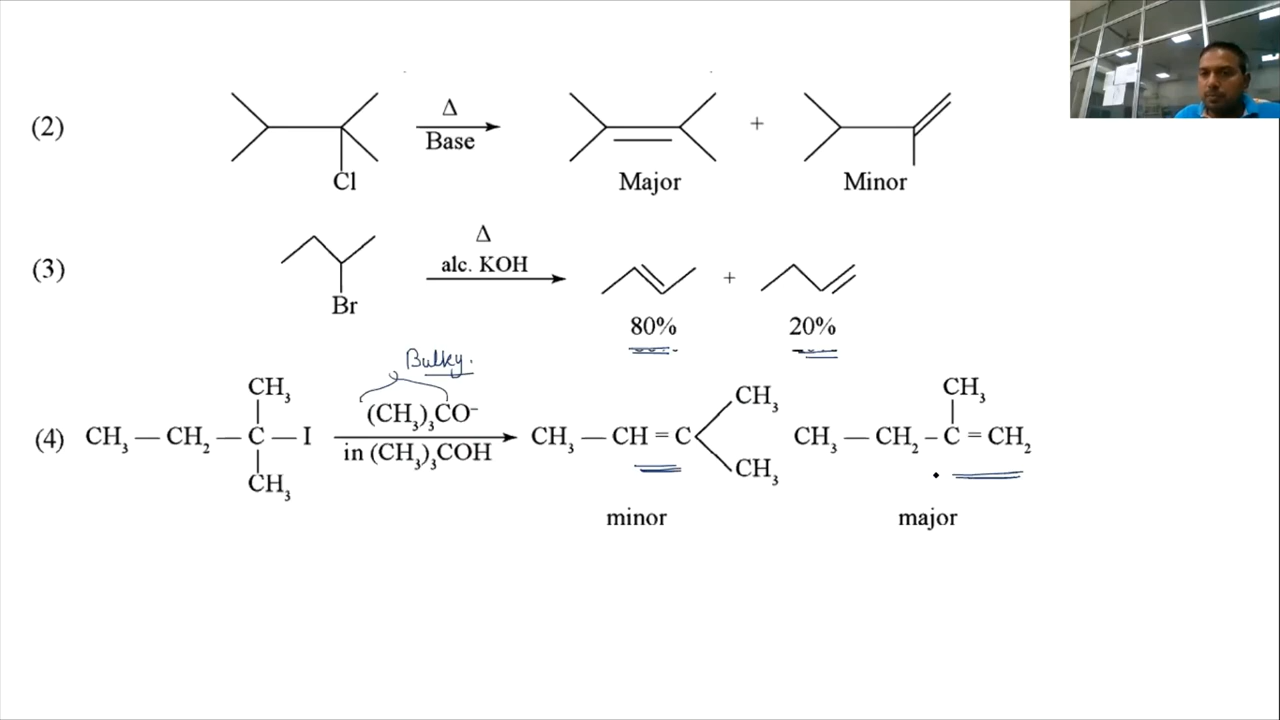 (2)
Δ
Base
Cl
+
Major
Minor
(3)
Δ
alc. KOH
Br
+
80%
20%
Bulky.
(4) CH₃ — CH₂ — C — I
CH₃
CH₃
(CH₃)₃CO⁻
in (CH₃)₃COH
CH₃ — CH = C
CH₃
CH₃
minor
CH₃
CH₃ — CH₂ – C = CH₂
major